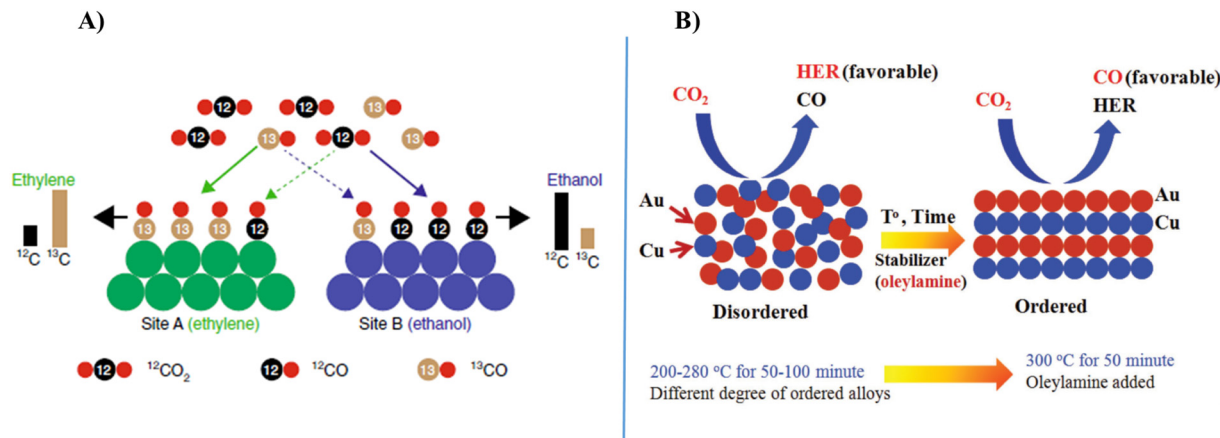 A)
12 12 13
12 13 12 13
Ethylene
Ethanol
13 13 13 12
13 12 12 12
¹²C ¹³C
¹²C ¹³C
Site A (ethylene)
Site B (ethanol)
12 ¹²CO₂
12 ¹²CO
13 ¹³CO
B)
HER (favorable)
CO
CO₂
CO (favorable)
HER
CO₂
Au
Cu
Tº, Time
Stabilizer
(oleylamine)
Au
Cu
Disordered
Ordered
200-280 ºC for 50-100 minute
Different degree of ordered alloys
300 ºC for 50 minute
Oleylamine added